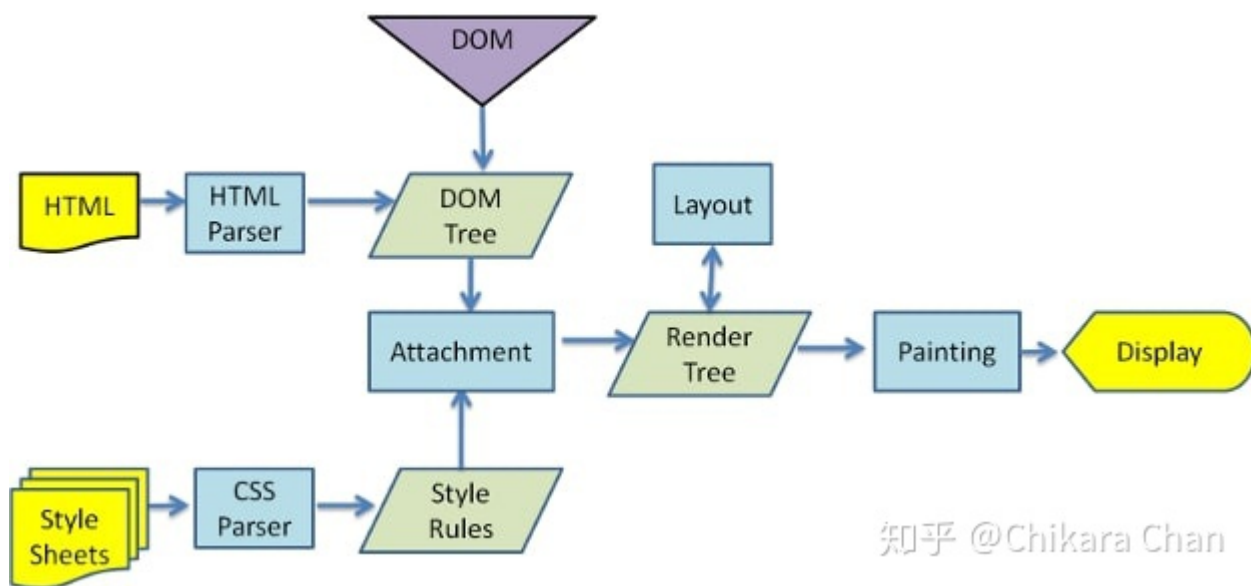 DOM
HTML
HTML
Parser
DOM
Tree
Layout
Attachment
Render
Tree
Painting
Display
Style
Sheets
CSS
Parser
Style
Rules
知乎 @Chikara Chan